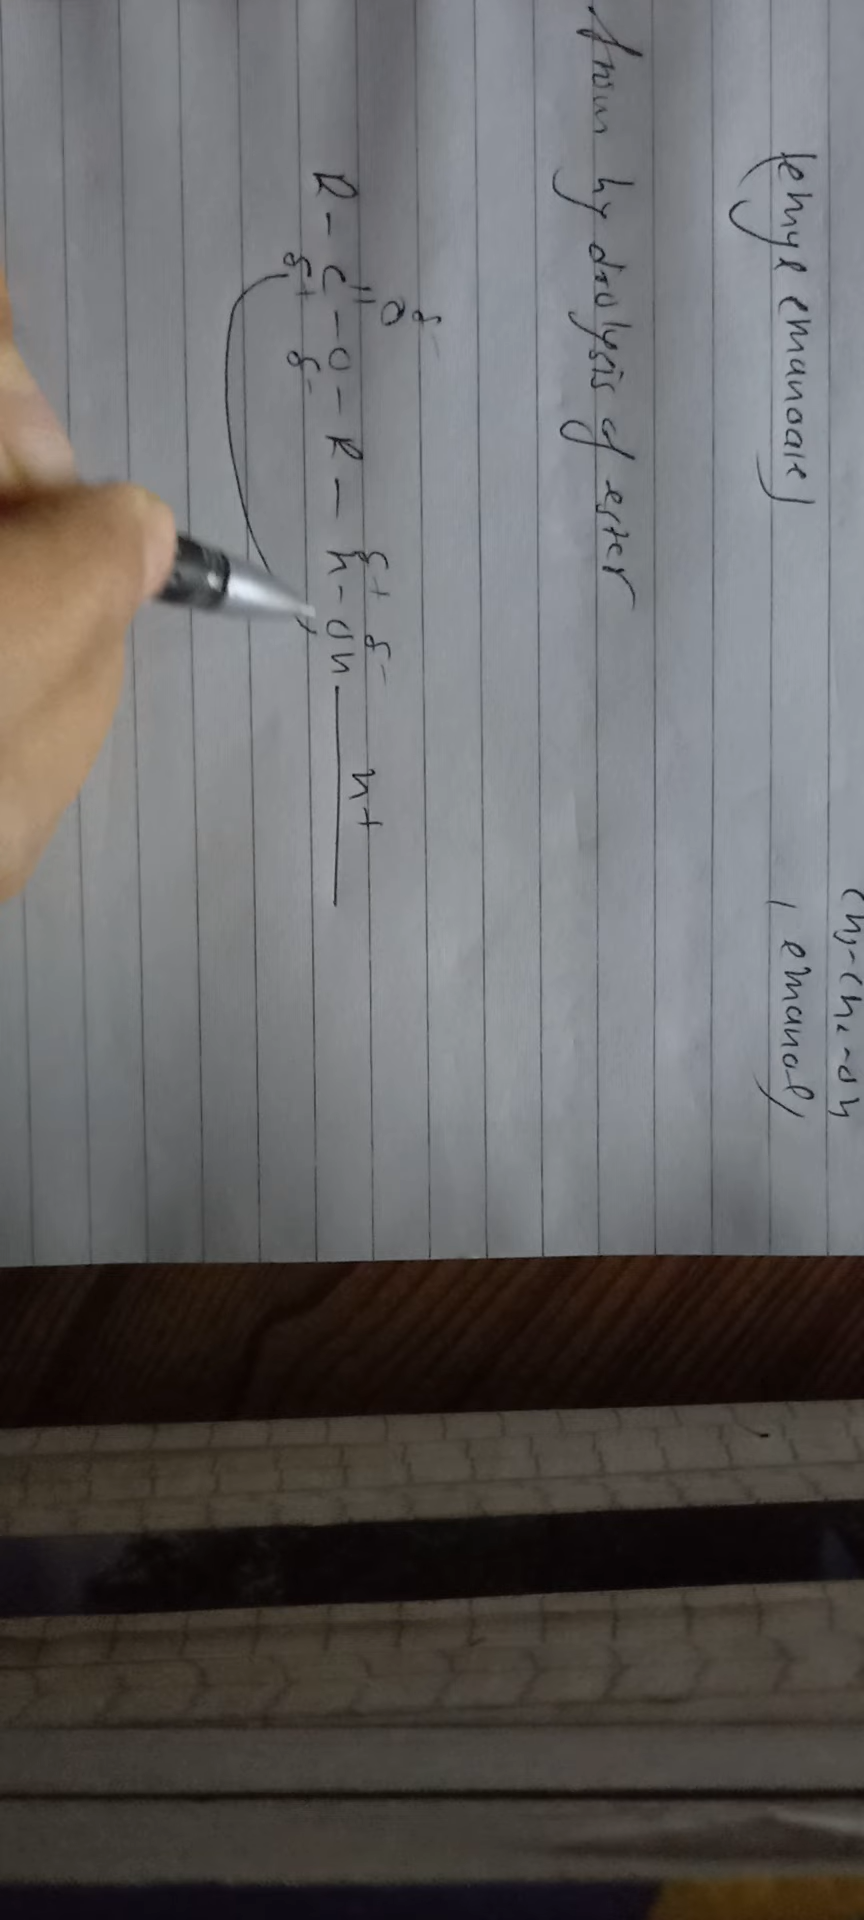 Ch3-Ch2-oh
(ethyl ethanoate) (ethanol)
from hydrolysis of ester
O δ-
||
R-C-O-R-h-oh
δ+ δ- δ+ δ-
h+